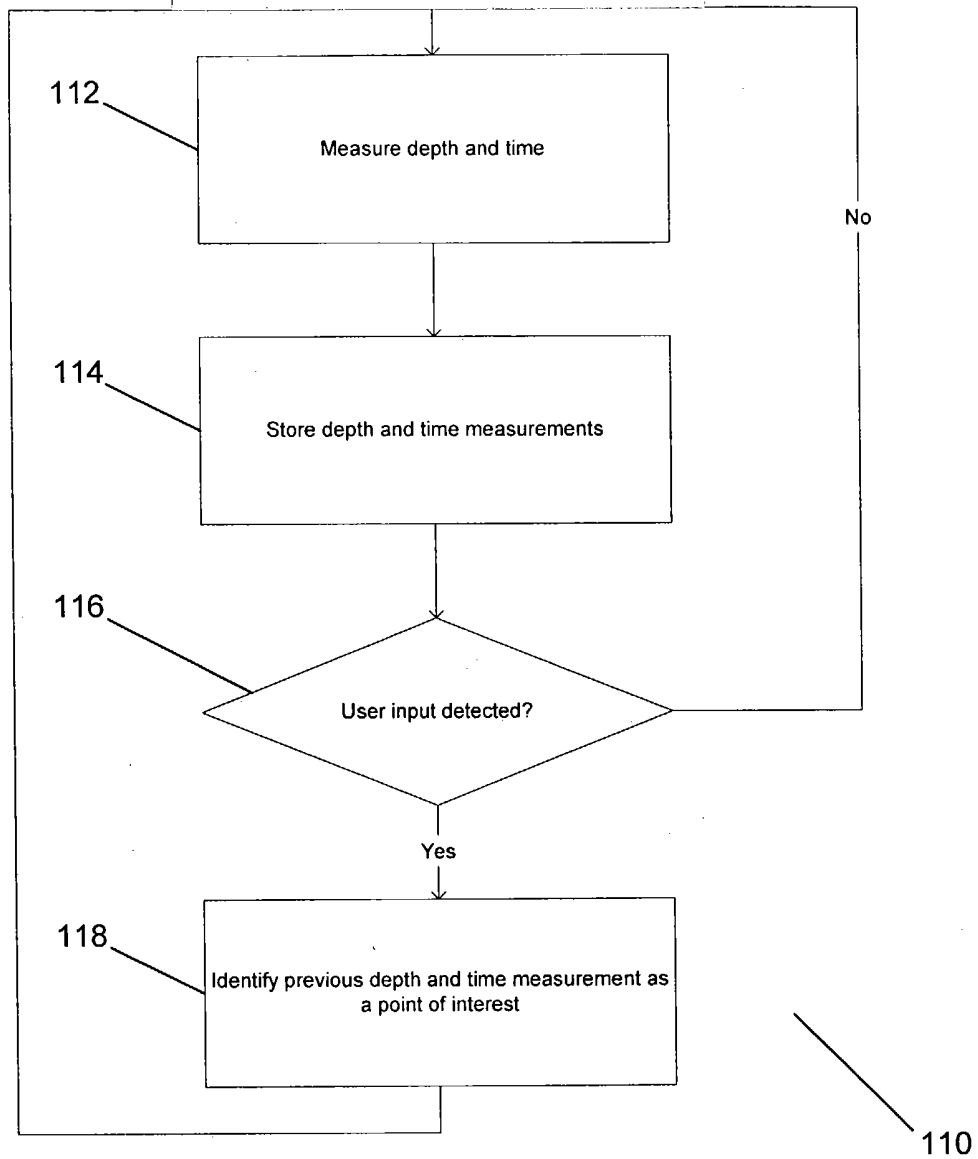 112
Measure depth and time
No
114
Store depth and time measurements
116
User input detected?
Yes
118
Identify previous depth and time measurement as
a point of interest
110